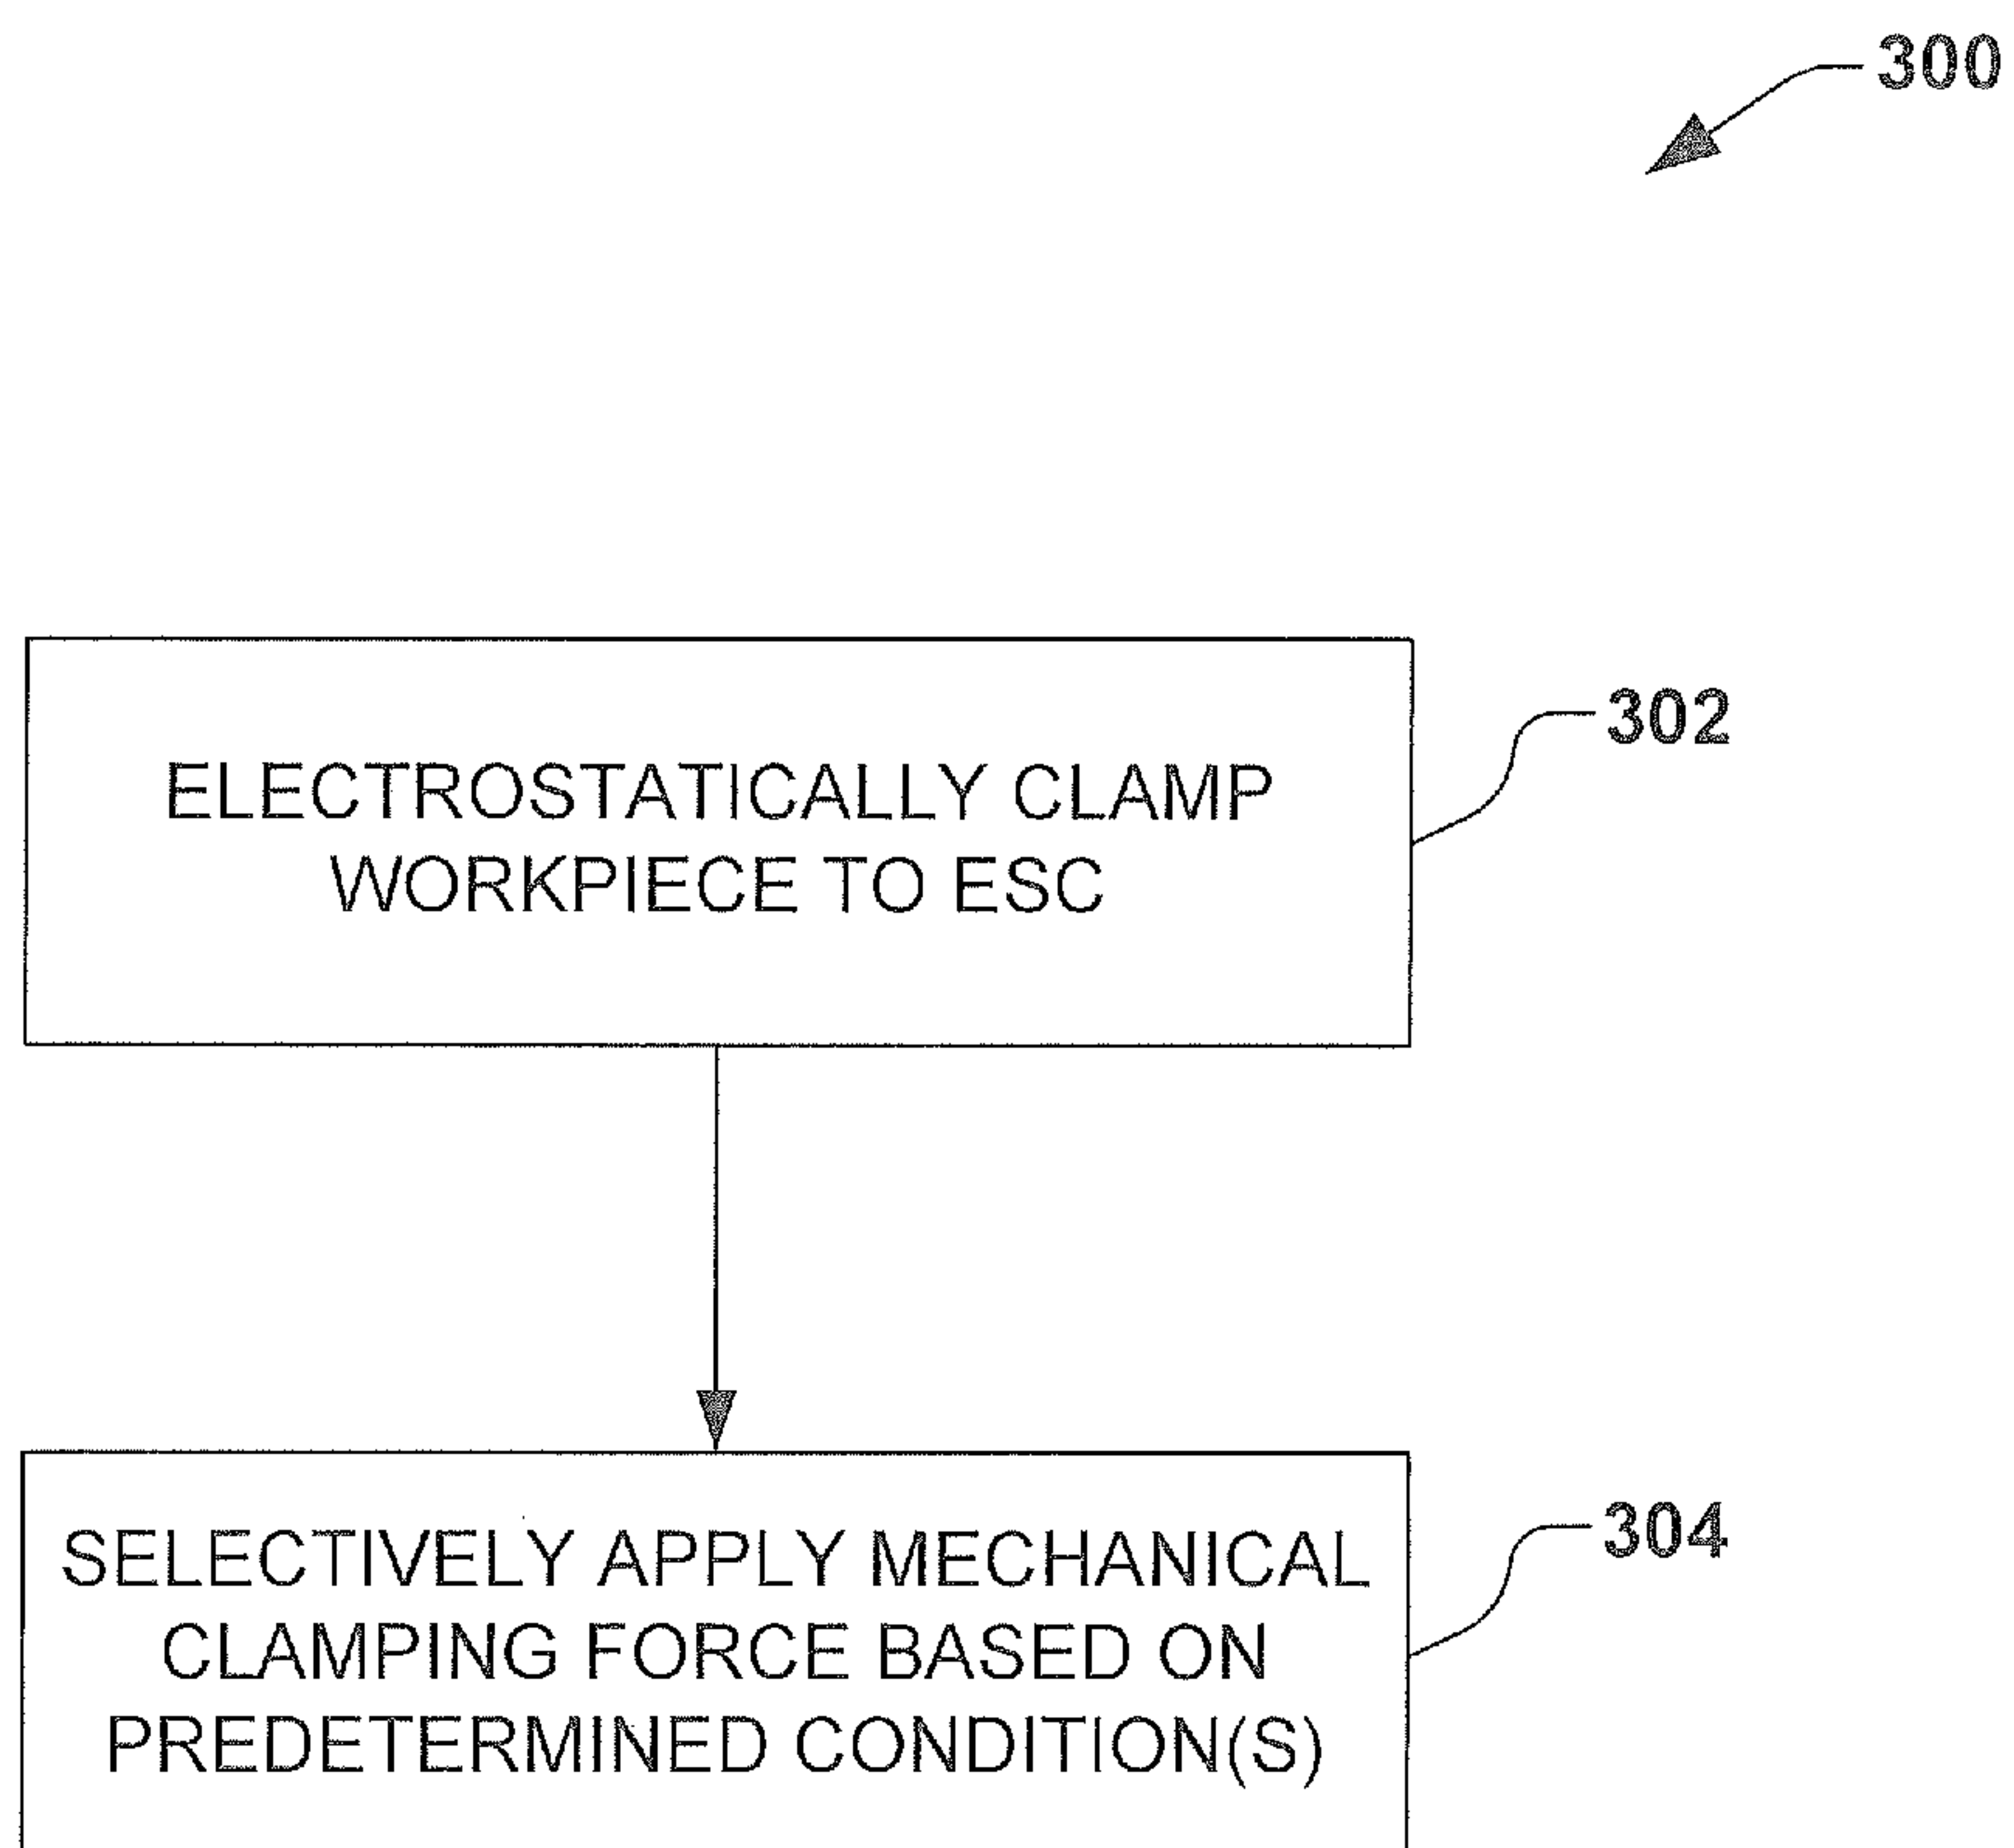 300
ELECTROSTATICALLY CLAMP
WORKPIECE TO ESC
302
SELECTIVELY APPLY MECHANICAL
CLAMPING FORCE BASED ON
PREDETERMINED CONDITION(S)
304